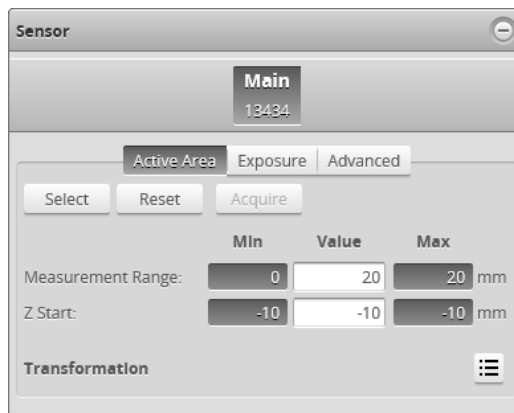 Sensor
Main
13434
Active Area Exposure Advanced
Select Reset Acquire
Min Value Max
Measurement Range: 0 20 20 mm
Z Start: -10 -10 -10 mm
Transformation